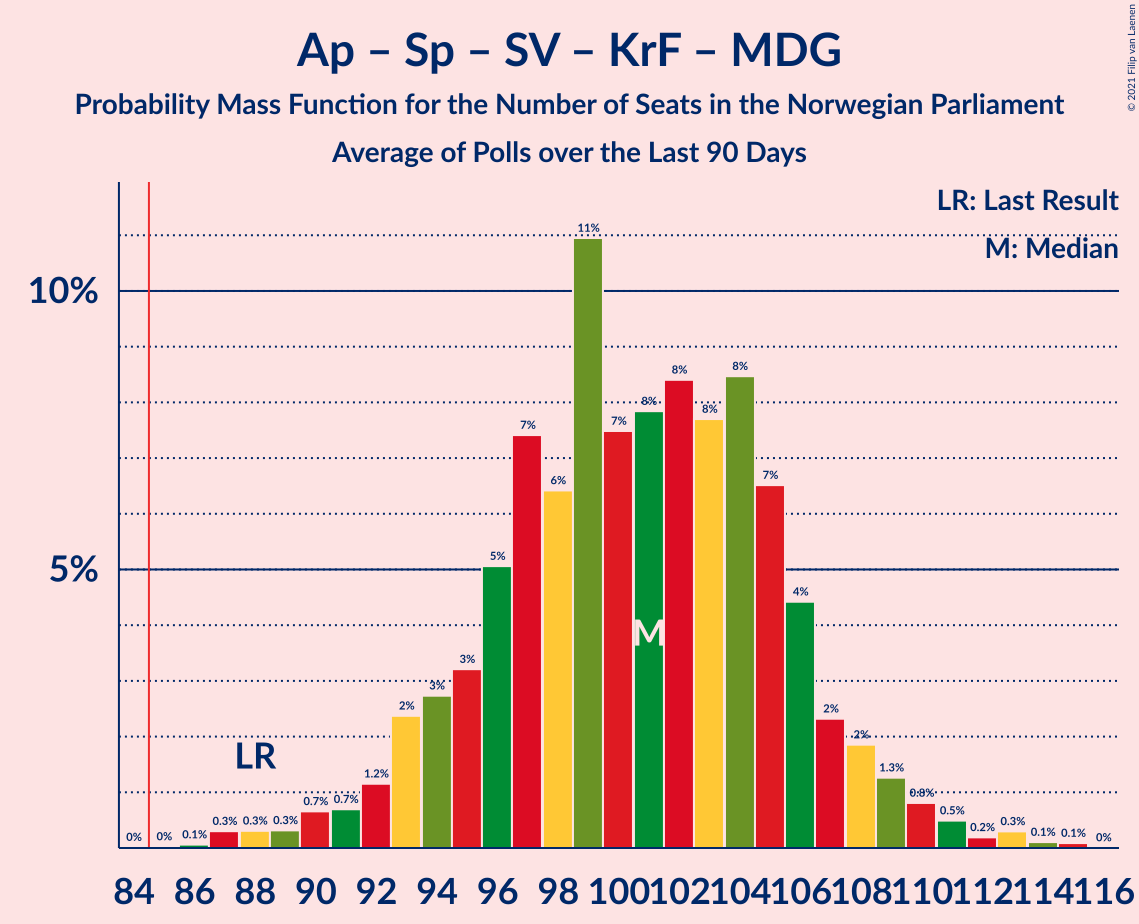 Ap – Sp – SV – KrF – MDG
Probability Mass Function for the Number of Seats in the Norwegian Parliament
Average of Polls over the Last 90 Days
© 2021 Filip van Laenen
LR: Last Result
M: Median
10%
5%
0% 0% 0.1% 0.3% 0.3% 0.3% 0.7% 0.7% 1.2% 2% 3% 3% 5% 7% 6% 11% 7% 8% 8% 8% 8% 7% 4% 2% 2% 1.3% 0.8% 0.5% 0.2% 0.3% 0.1% 0.1% 0%
LR
M
84 86 88 90 92 94 96 98 100 102 104 106 108 110 112 114 116